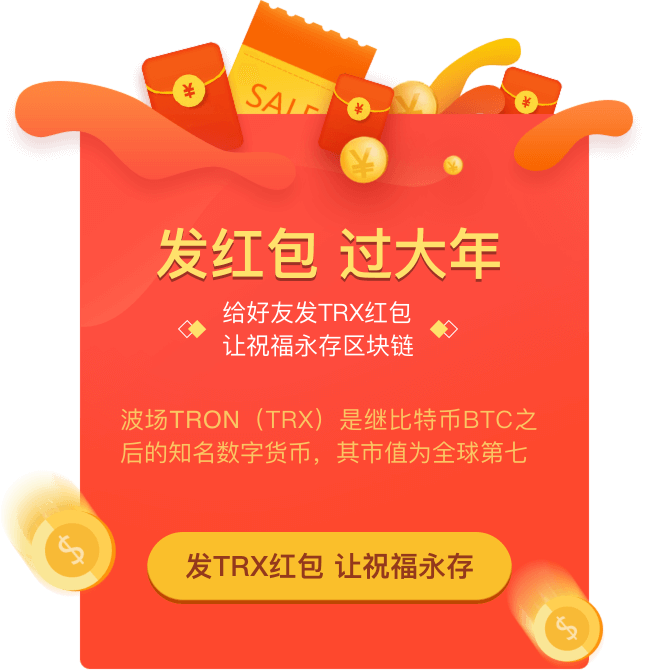 SALE
发红包 过大年
给好友发TRX红包
让祝福永存区块链
波场TRON（TRX）是继比特币BTC之
后的知名数字货币，其市值为全球第七
发TRX红包 让祝福永存